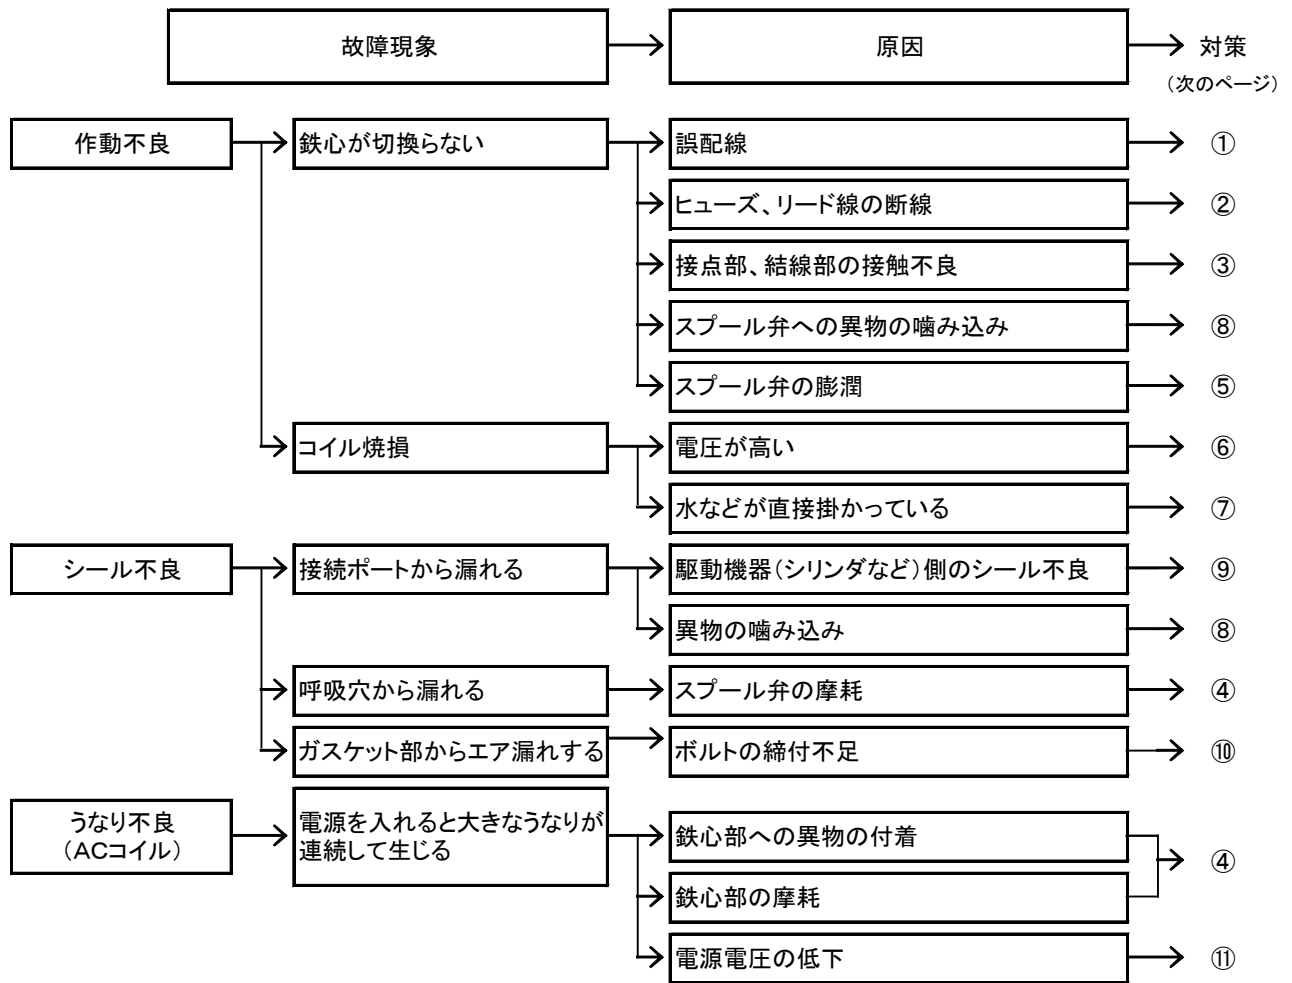 故障現象
原因
対策
(次のページ)
作動不良
鉄心が切換らない
誤配線
①
ヒューズ、リード線の断線
②
接点部、結線部の接触不良
③
スプール弁への異物の噛み込み
⑧
スプール弁の膨潤
⑤
コイル焼損
電圧が高い
⑥
水などが直接掛かっている
⑦
シール不良
接続ポートから漏れる
駆動機器(シリンダなど)側のシール不良
⑨
異物の噛み込み
⑧
呼吸穴から漏れる
スプール弁の摩耗
④
ガスケット部からエア漏れする
ボルトの締付不足
⑩
うなり不良
(ACコイル)
電源を入れると大きなうなりが
連続して生じる
鉄心部への異物の付着
④
鉄心部の摩耗
電源電圧の低下
⑪